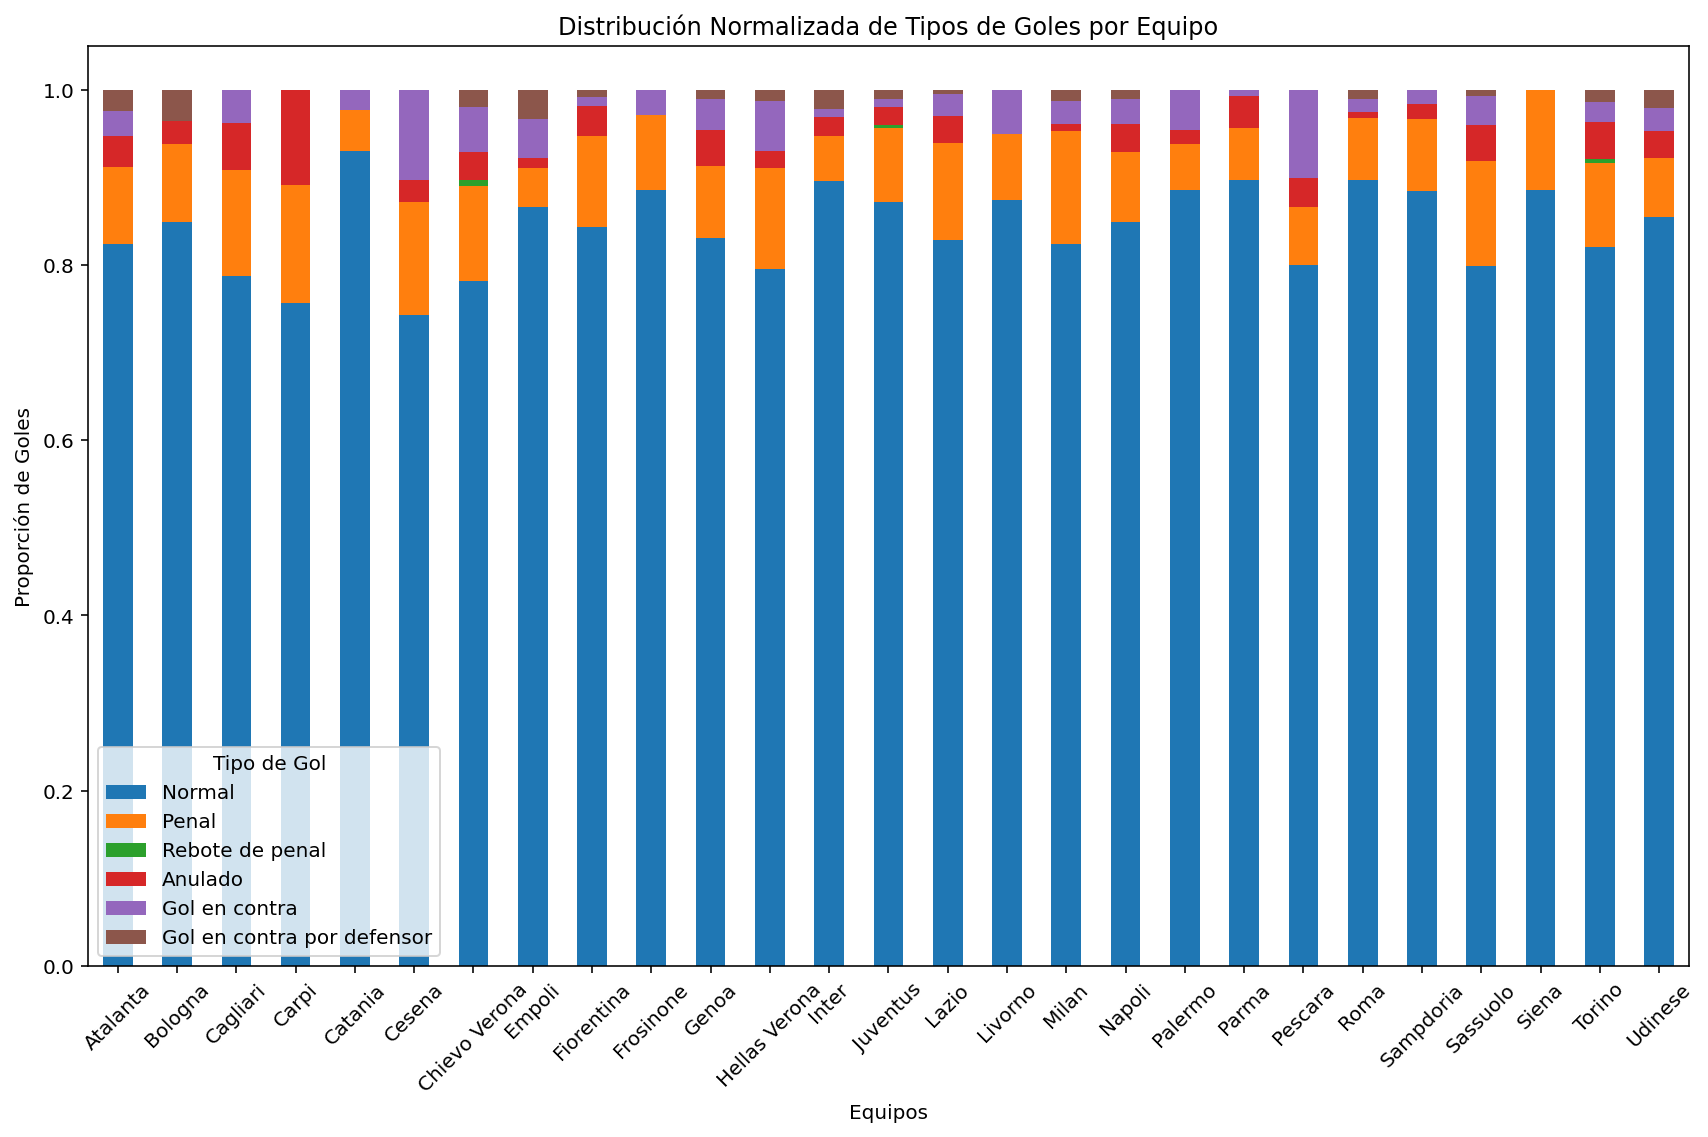 Distribución Normalizada de Tipos de Goles por Equipo
Proporción de Goles
1.0
0.8
0.6
0.4
0.2
0.0
Tipo de Gol
Normal
Penal
Rebote de penal
Anulado
Gol en contra
Gol en contra por defensor
Atalanta
Bologna
Cagliari
Carpi
Catania
Cesena
Chievo Verona
Empoli
Fiorentina
Frosinone
Genoa
Hellas Verona
Inter
Juventus
Lazio
Livorno
Milan
Napoli
Palermo
Parma
Pescara
Roma
Sampdoria
Sassuolo
Siena
Torino
Udinese
Equipos